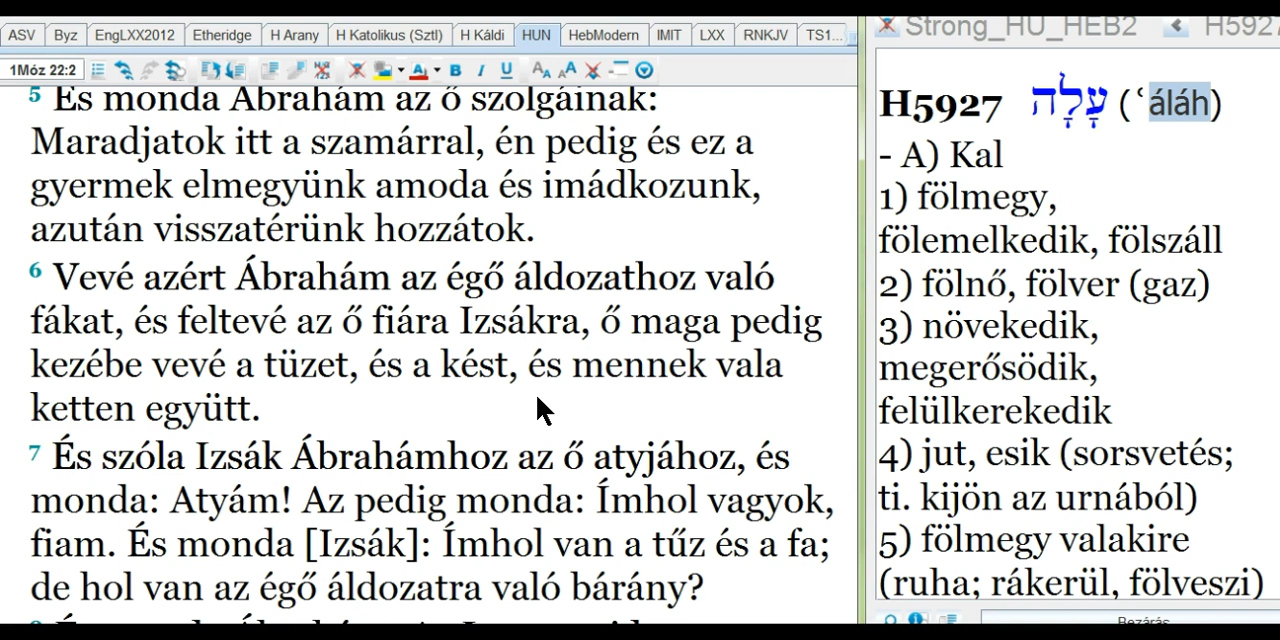 ASV Byz EngLXX2012 Etheridge H Arany H Katolikus (Sztl) H Káldi HUN HebModern IMIT LXX RNKJV TS1...
1Móz 22:2
5 És monda Ábrahám az ő szolgáinak:
Maradjatok itt a szamárral, én pedig és ez a
gyermek elmegyünk amoda és imádkozunk,
azután visszatérünk hozzátok.
6 Vevé azért Ábrahám az égő áldozathoz való
fákat, és feltevé az ő fiára Izsákra, ő maga pedig
kezébe vevé a tüzet, és a kést, és mennek vala
ketten együtt.
7 És szóla Izsák Ábrahámhoz az ő atyjához, és
monda: Atyám! Az pedig monda: Ímhol vagyok,
fiam. És monda [Izsák]: Ímhol van a tűz és a fa;
de hol van az égő áldozatra való bárány?
Strong_HU_HEB2 H5927
H5927 עָלָה (ʿáláh)
- A) Kal
1) fölmegy,
fölemelkedik, fölszáll
2) fölnő, fölver (gaz)
3) növekedik,
megerősödik,
felülkerekedik
4) jut, esik (sorsvetés;
ti. kijön az urnából)
5) fölmegy valakire
(ruha; rákerül, fölveszi)